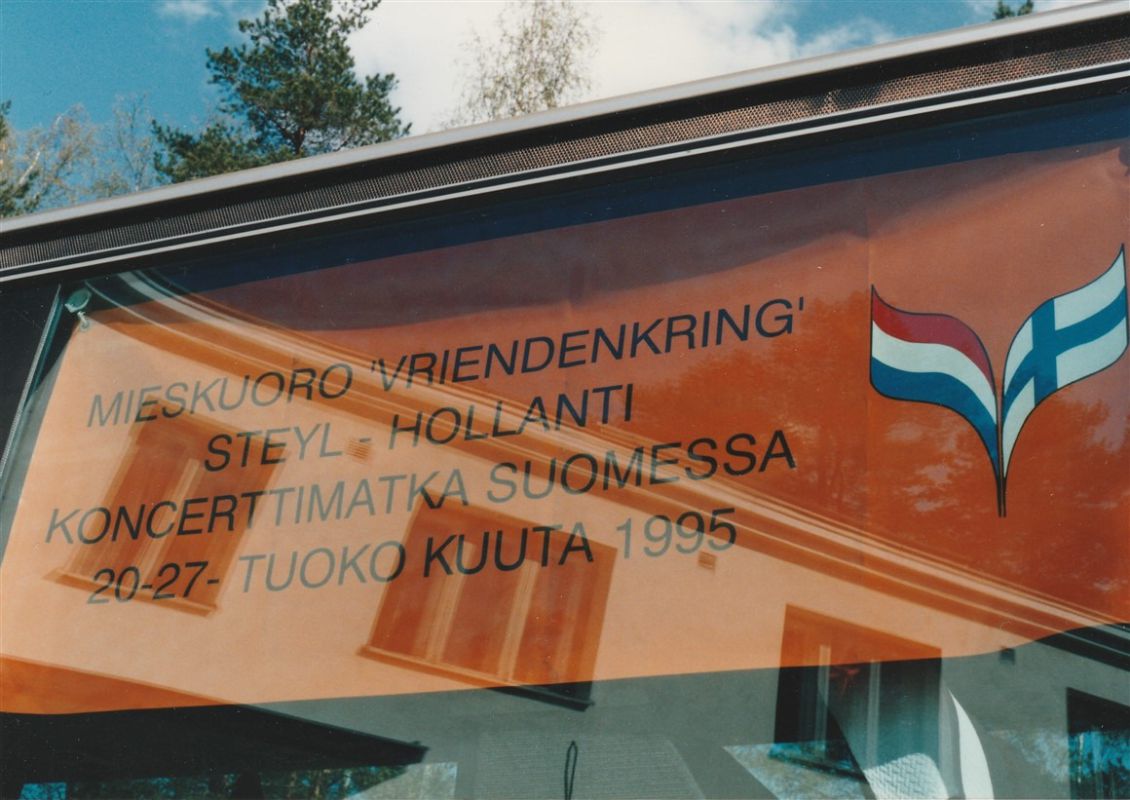 MIESKUORO 'VRIENDENKRING'
STEYL - HOLLANTI
KONCERTTIMATKA SUOMESSA
20-27- TUOKO KUUTA 1995